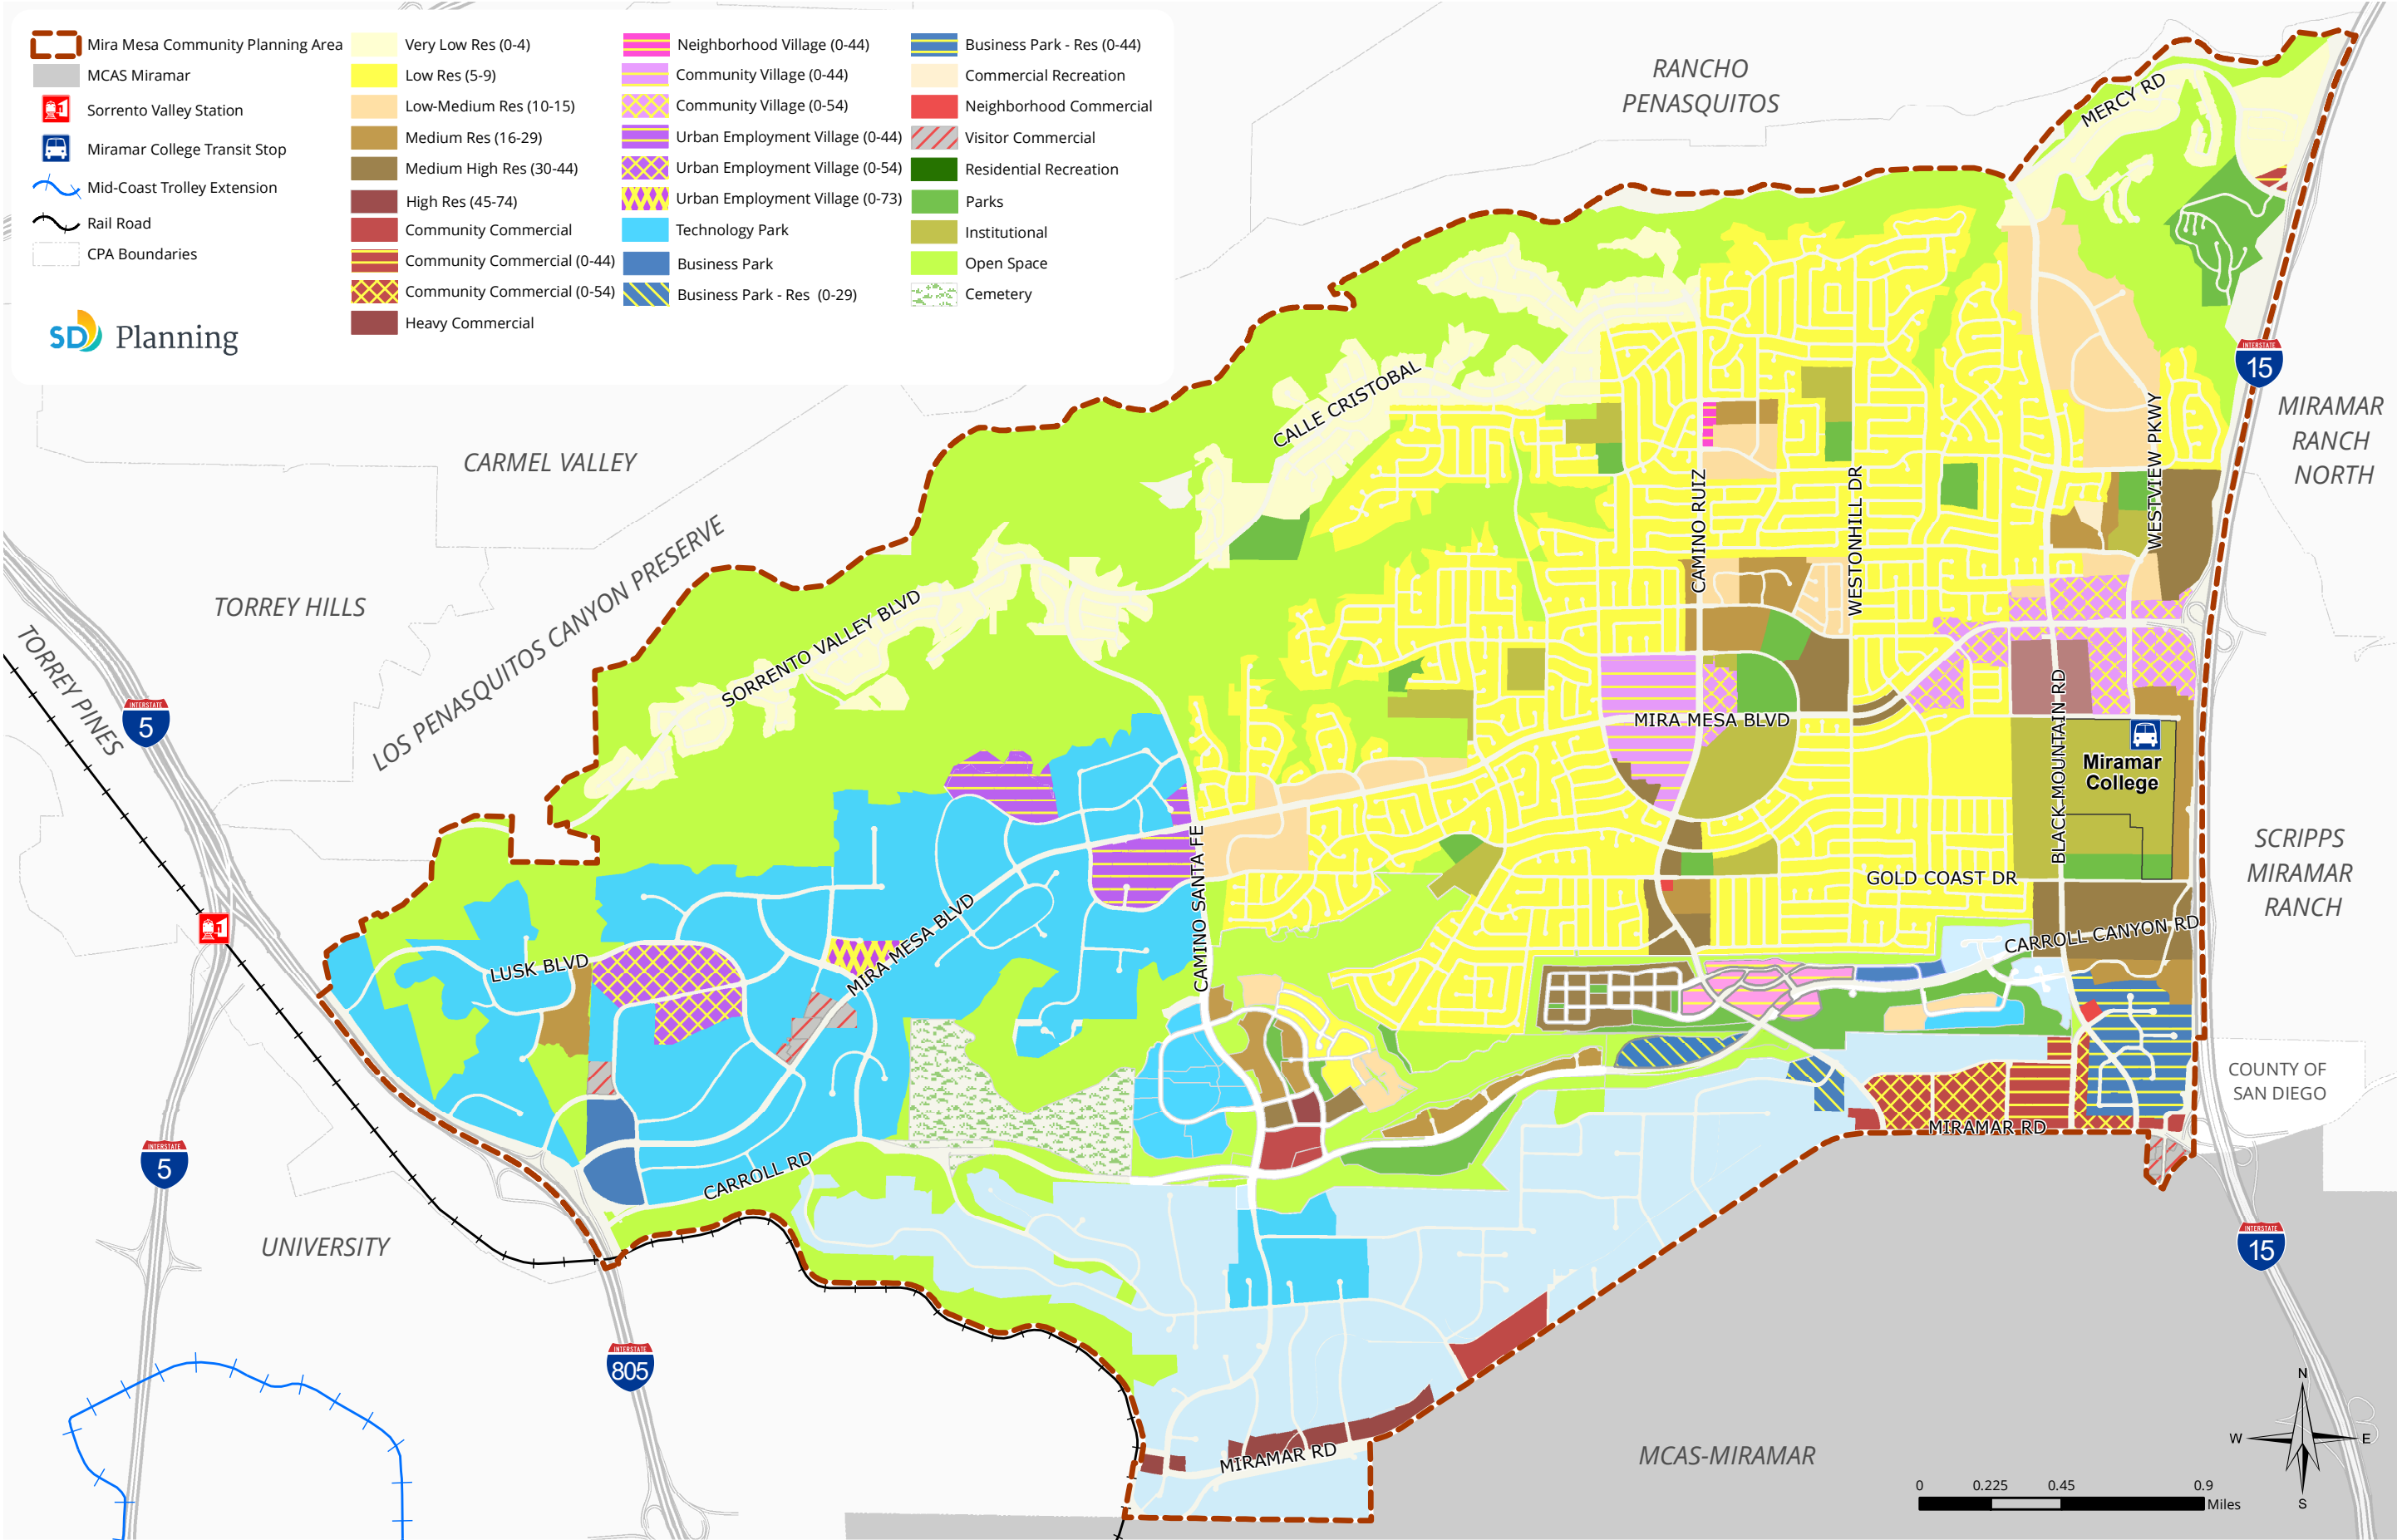 Mira Mesa Community Planning Area
MCAS Miramar
Sorrento Valley Station
Miramar College Transit Stop
Mid-Coast Trolley Extension
Rail Road
CPA Boundaries
SD Planning
Very Low Res (0-4)
Low Res (5-9)
Low-Medium Res (10-15)
Medium Res (16-29)
Medium High Res (30-44)
High Res (45-74)
Community Commercial
Community Commercial (0-44)
Community Commercial (0-54)
Heavy Commercial
Neighborhood Village (0-44)
Community Village (0-44)
Community Village (0-54)
Urban Employment Village (0-44)
Urban Employment Village (0-54)
Urban Employment Village (0-73)
Technology Park
Business Park
Business Park - Res (0-29)
Business Park - Res (0-44)
Commercial Recreation
Neighborhood Commercial
Visitor Commercial
Residential Recreation
Parks
Institutional
Open Space
Cemetery
RANCHO
PENASQUITOS
MERCY RD
INTERSTATE
15
MIRAMAR
RANCH
NORTH
CARMEL VALLEY
CALLE CRISTOBAL
WESTVIEW PKWY
CAMINO RUIZ
WESTONHILL DR
LOS PENASQUITOS CANYON PRESERVE
TORREY HILLS
TORREY PINES
SORRENTO VALLEY BLVD
INTERSTATE
5
MIRA MESA BLVD
BLACK MOUNTAIN RD
Miramar
College
SCRIPPS
MIRAMAR
RANCH
GOLD COAST DR
CAMINO SANTA FE
CARROLL CANYON RD
LUSK BLVD
MIRA MESA BLVD
COUNTY OF
SAN DIEGO
MIRAMAR RD
INTERSTATE
5
CARROLL RD
UNIVERSITY
INTERSTATE
15
INTERSTATE
805
MIRAMAR RD
MCAS-MIRAMAR
N
W
E
S
0
0.225
0.45
0.9
Miles